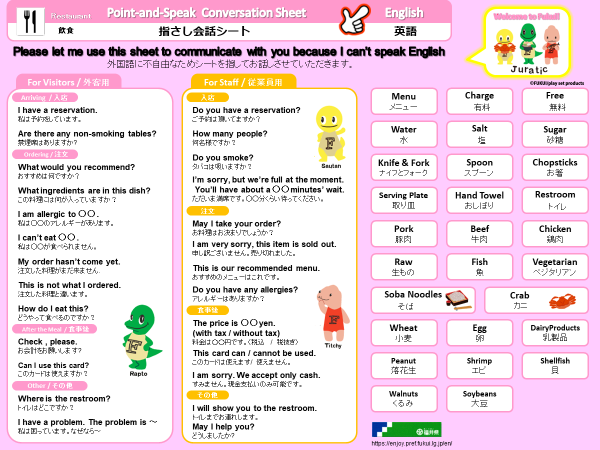 Restaurant
飲食
Point-and-Speak Conversation Sheet
指さし会話シート
English
英語
Welcome to Fukui!
Juratic
©FUKUI/play set products
Please let me use this sheet to communicate with you because I can't speak English
外国語に不自由なためシートを指してお話しさせていただきます。
For Visitors / 外客用
Arriving / 入店
I have a reservation.
私は予約をしています。
Are there any non-smoking tables?
禁煙席はありますか?
Ordering / 注文
What would you recommend?
おすすめは何ですか?
What ingredients are in this dish?
この料理には何が入っていますか?
I am allergic to 〇〇.
私は〇〇のアレルギーがあります。
I can't eat 〇〇.
私は〇〇が食べられません。
My order hasn't come yet.
注文した料理がまだ来ません
This is not what I ordered.
注文した料理と違います。
How do I eat this?
どうやって食べるのですか?
After the Meal / 食事後
Check , please.
お会計をお願いします?
Can I use this card?
このカードは使えますか?
Rapto
Other / その他
Where is the restroom?
トイレはどこですか?
I have a problem. The problem is ～
私は困っています。なぜなら～
For Staff / 従業員用
入店
Do you have a reservation?
ご予約は頂いてますか?
How many people?
何名様ですか?
Do you smoke?
タバコは吸いますか?
Sautan
I'm sorry, but we're full at the moment.
You'll have about a 〇〇minutes' wait.
ただいま満席です。〇〇分くらい待ってください。
注文
May I take your order?
お料理はお決まりでしょうか?
I am very sorry, this item is sold out.
申し訳ございません。売り切れました。
This is our recommended menu.
おすすめのメニューはこれです。
Do you have any allergies?
アレルギーはありますか?
食事後
The price is 〇〇yen.
(with tax / without tax)
料金は〇〇円です。(税込 / 税抜き)
This card can / cannot be used.
このカードは使えます/ 使えません。
Titchy
I am sorry. We accept only cash.
すみません。現金支払いのみ可能です。
その他
I will show you to the restroom.
トイレまでお連れします。
May I help you?
どうしましたか?
Menu
メニュー
Charge
有料
Free
無料
Water
水
Salt
塩
Sugar
砂糖
Knife & Fork
ナイフとフォーク
Spoon
スプーン
Chopsticks
お箸
Serving Plate
取り皿
Hand Towel
おしぼり
Restroom
トイレ
Pork
豚肉
Beef
牛肉
Chicken
鶏肉
Raw
生もの
Fish
魚
Vegetarian
ベジタリアン
Soba Noodles
そば
Crab
カニ
Wheat
小麦
Egg
卵
Dairy Products
乳製品
Peanut
落花生
Shrimp
エビ
Shellfish
貝
Walnuts
くるみ
Soybeans
大豆
福井県
https://enjoy.pref.fukui.lg.jp/en/